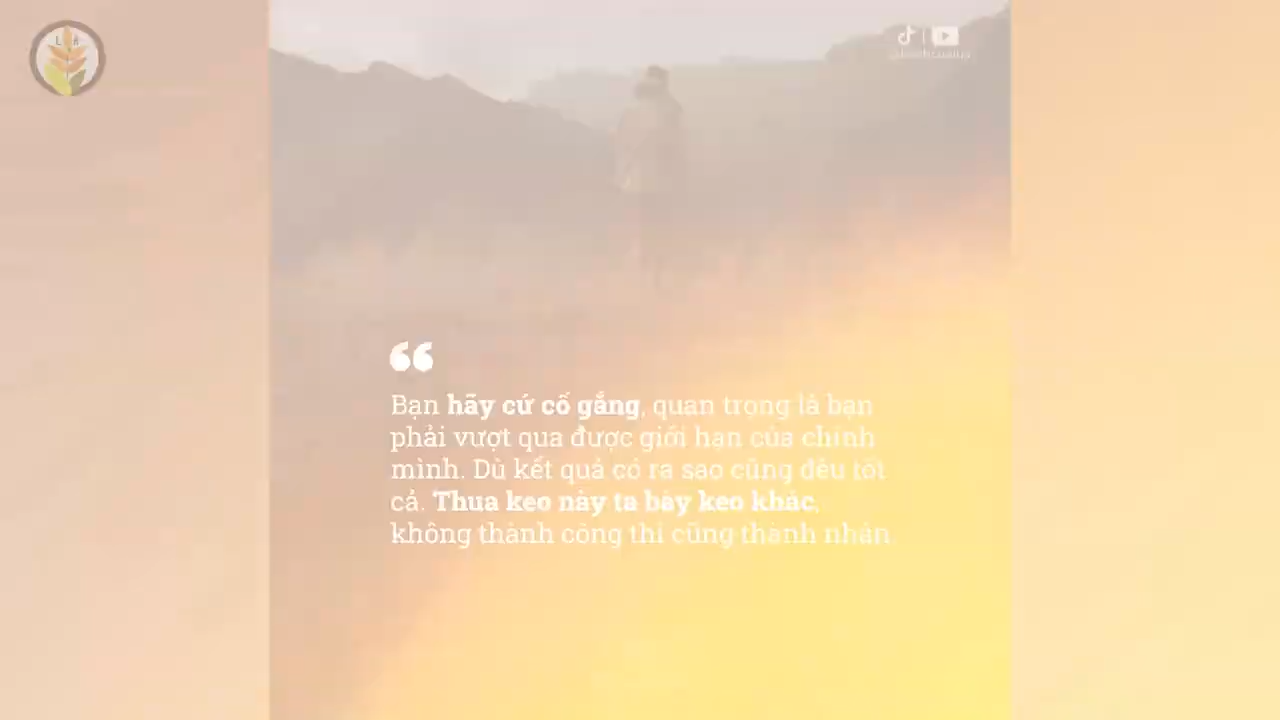 L H
“
Bạn hãy cứ cố gắng, quan trọng là bạn
phải vượt qua được giới hạn của chính
mình. Dù kết quả có ra sao cũng đều tốt
cả. Thua keo này ta bày keo khác,
không thành công thì cũng thành nhân.